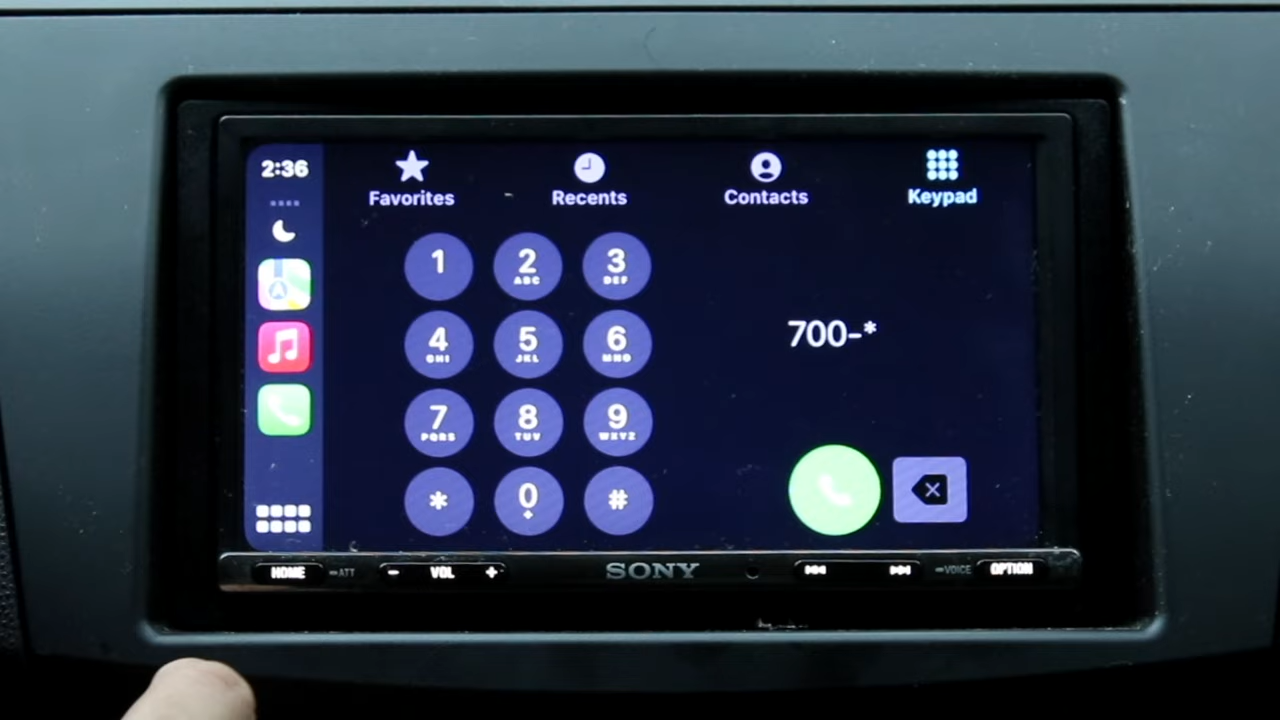 2:36
Favorites
Recents
Contacts
Keypad
1
2 ABC
3 DEF
4 GHI
5 JKL
6 MNO
7 PQRS
8 TUV
9 WXYZ
*
0 +
#
700-*
HOME
ATT
- VOL +
SONY
VOICE
OPTION